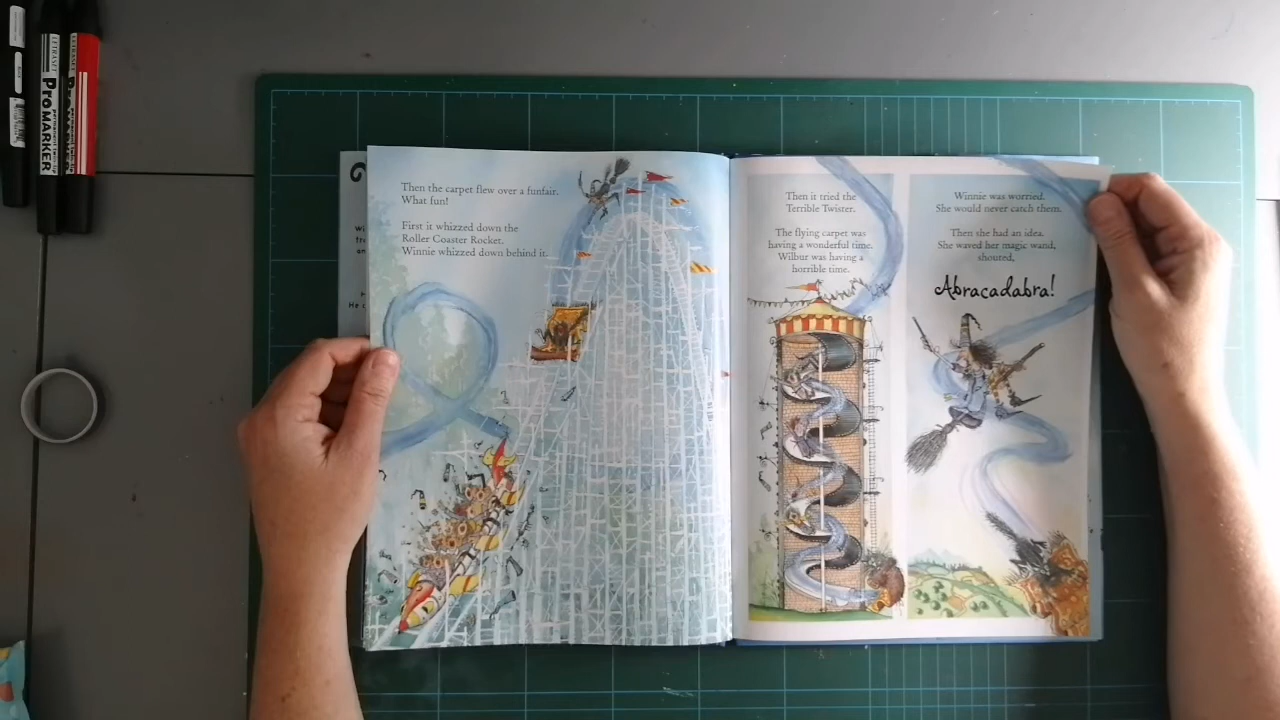 LETRASET
ProMARKER
LETRASET
Then the carpet flew over a funfair.
What fun!
First it whizzed down the
Roller Coaster Rocket.
Winnie whizzed down behind it.
Then it tried the
Terrible Twister.
The flying carpet was
having a wonderful time.
Wilbur was having a
horrible time.
Winnie was worried.
She would never catch them.
Then she had an idea.
She waved her magic wand,
shouted,
Abracadabra!